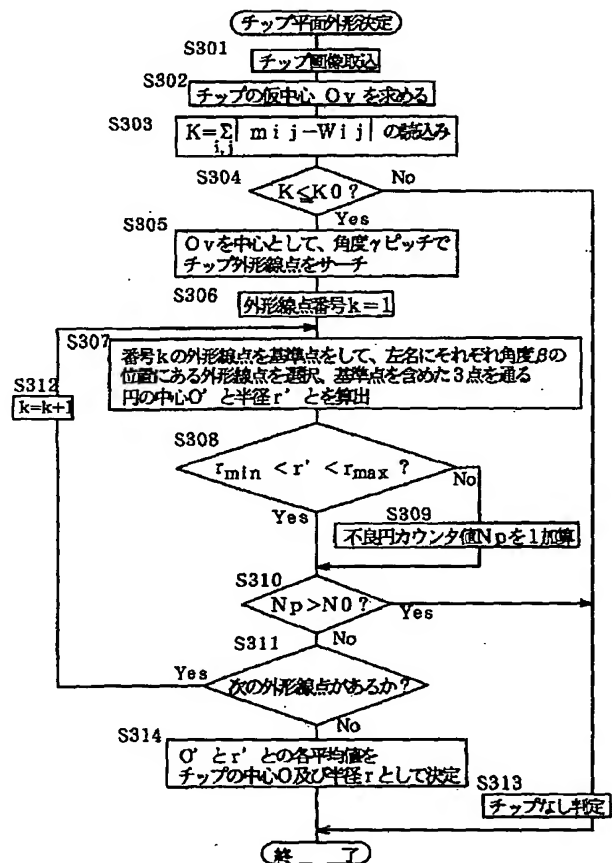 チップ平面外形決定
S301
チップ画像取込
S302
チップの仮中心 Ovを求める
S303
K=Σ|mij-Wij| の読込み
i,j
S304
K≦K0?
No
Yes
S305
Ovを中心として、角度γピッチで
チップ外形線点をサーチ
S306
外形線点番号k=1
S307
番号kの外形線点を基準点をして、左名にそれぞれ角度βの
位置にある外形線点を選択、基準点を含めた3点を通る
円の中心O'と半径r'とを算出
S312
k=k+1
S308
rmin <r'<rmax ?
No
Yes
S309
不良円カウンタ値Npを1加算
S310
Np>N0?
Yes
No
S311
Yes
次の外形線点があるか?
No
S314
O'とr'との各平均値を
チップの中心O及び半径rとして決定
S313
チップなし判定
終 了